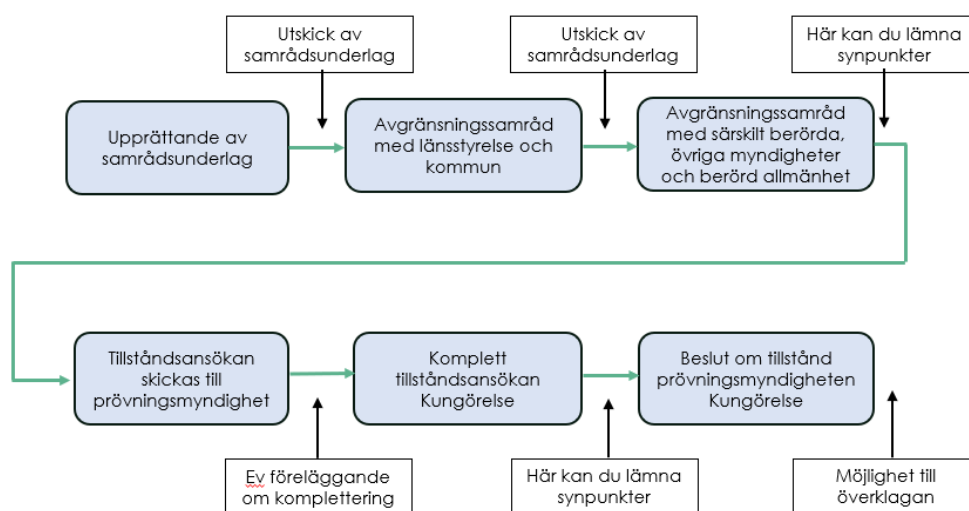 Utskick av
samrådsunderlag
Utskick av
samrådsunderlag
Här kan du lämna
synpunkter
Upprättande av
samrådsunderlag
Avgränsningssamråd
med länsstyrelse och
kommun
Avgränsningssamråd
med särskilt berörda,
övriga myndigheter
och berörd allmänhet
Tillståndsansökan
skickas till
prövningsmyndighet
Komplett
tillståndsansökan
Kungörelse
Beslut om tillstånd
prövningsmyndigheten
Kungörelse
Ev föreläggande
om komplettering
Här kan du lämna
synpunkter
Möjlighet till
överklagan